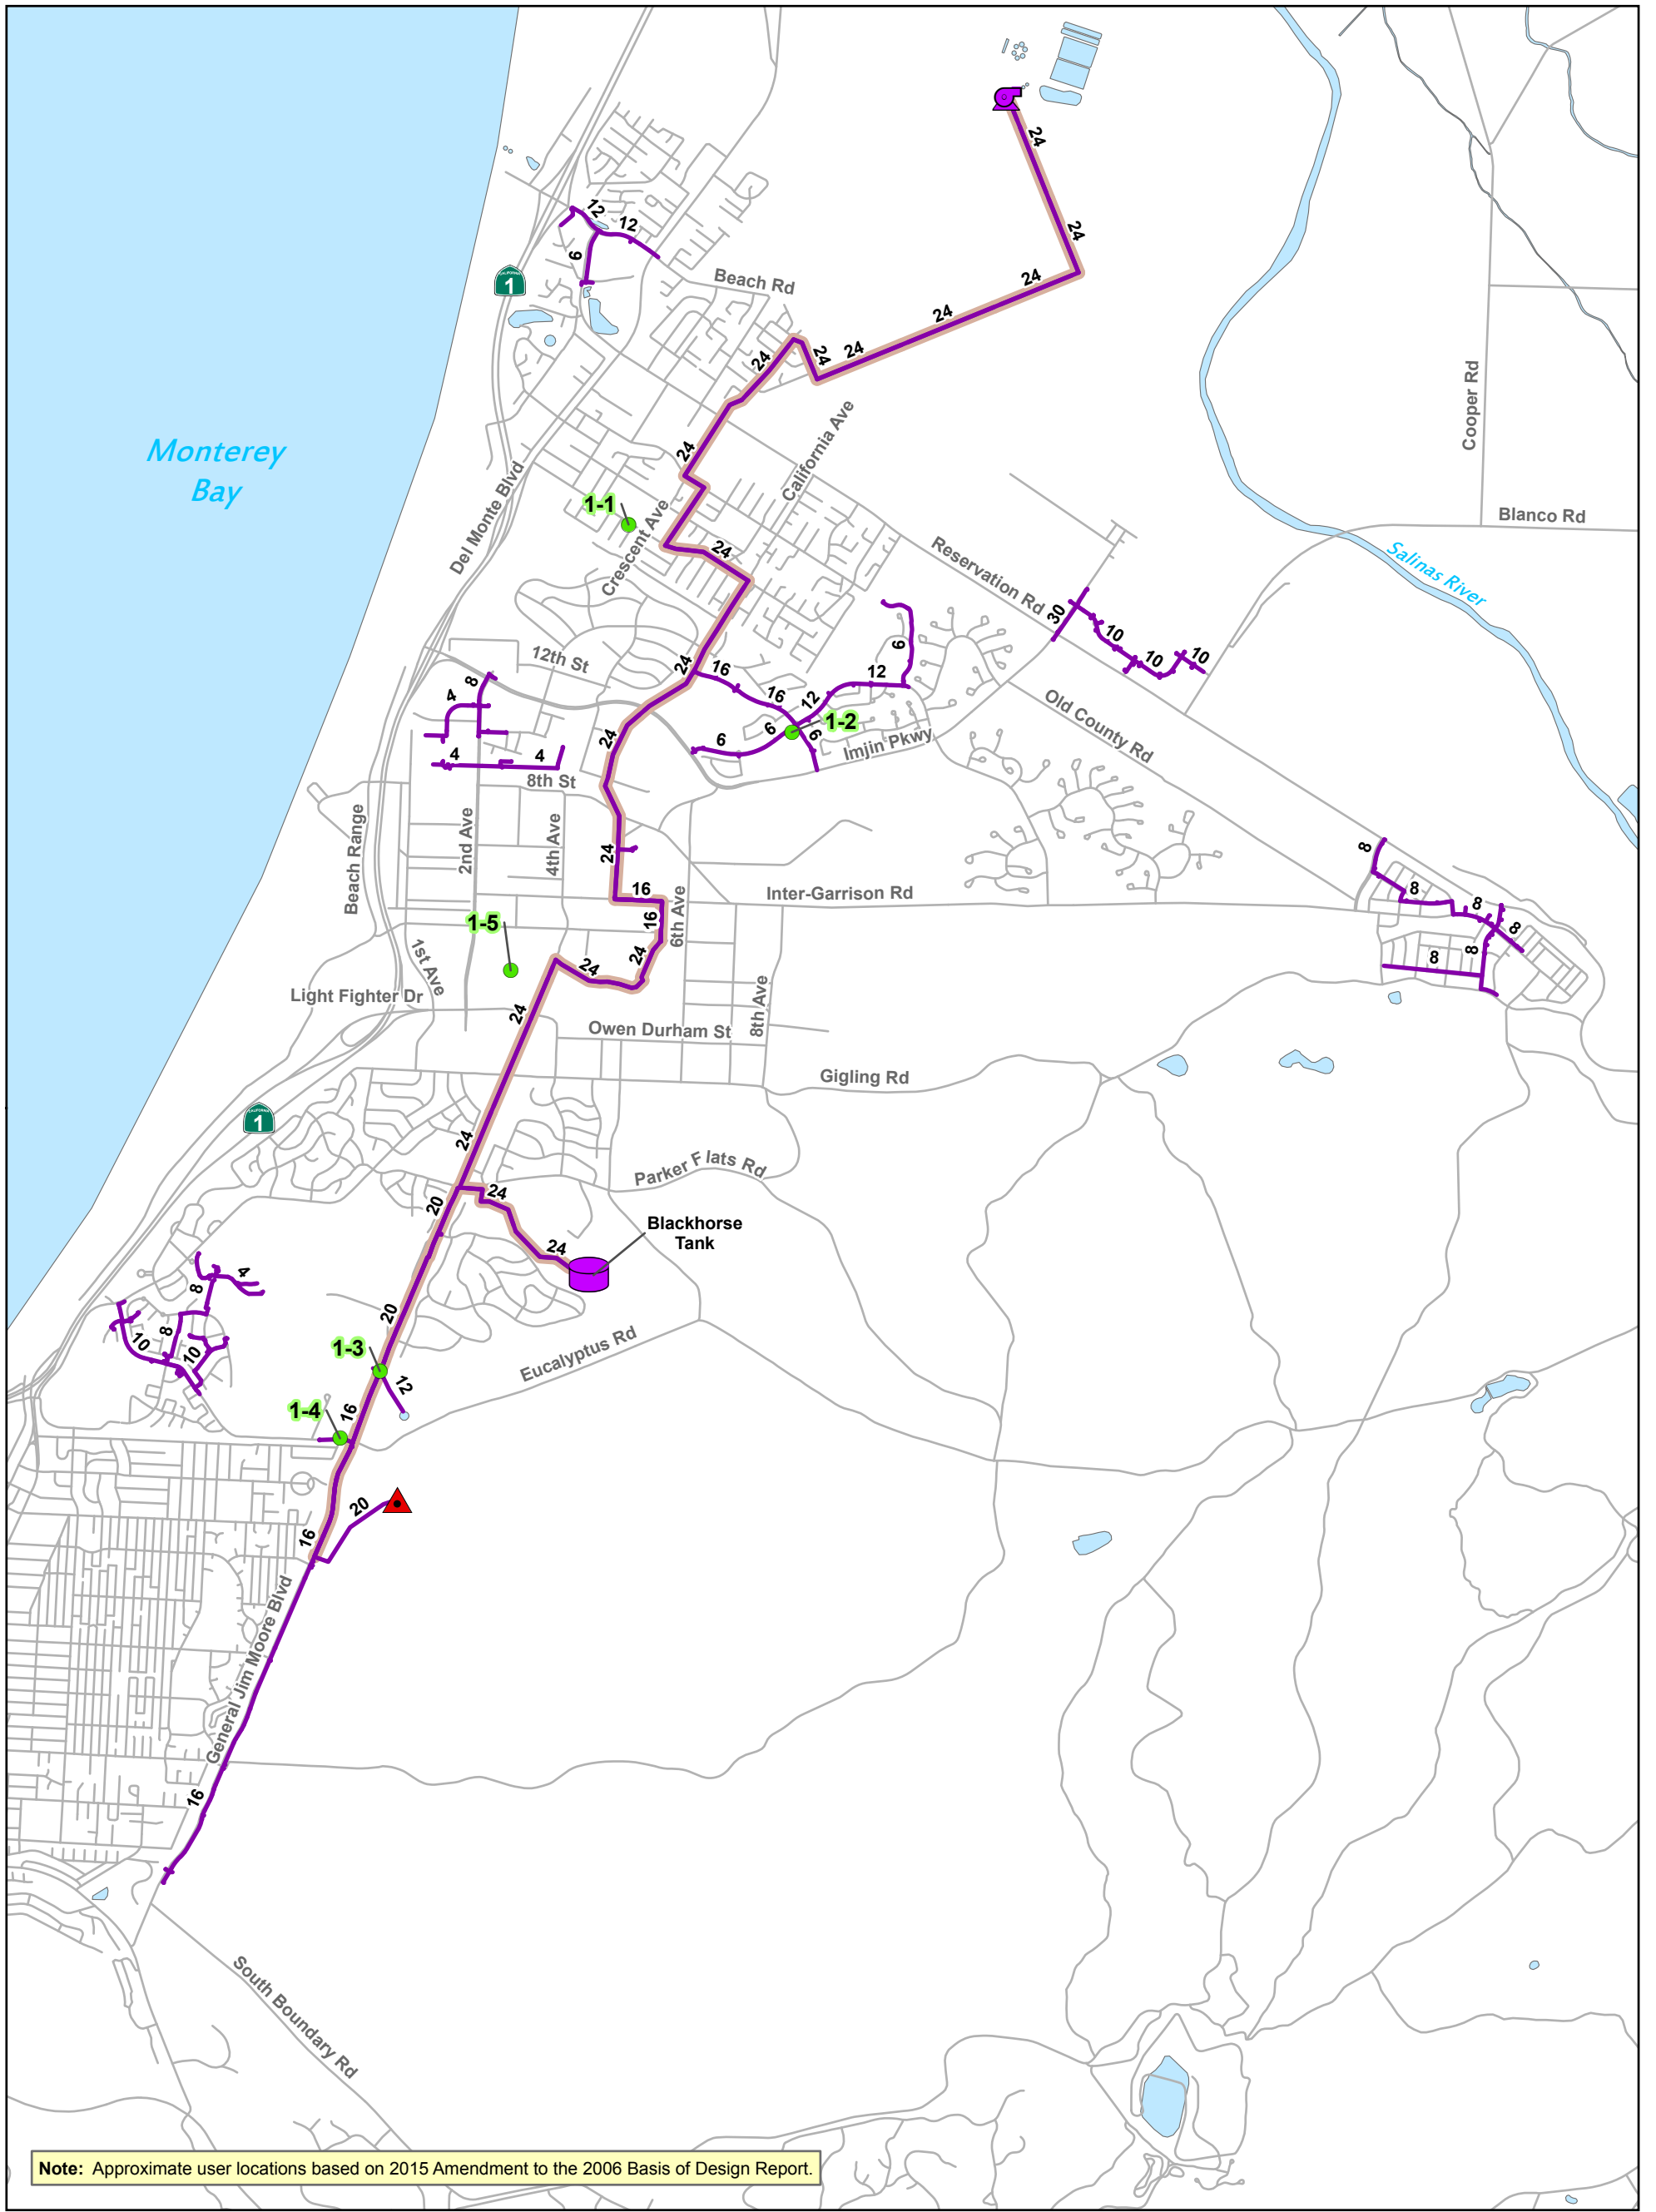 24
12
12
24
6
CALIFORNIA
1
Beach Rd
24
24
24
24
24
Cooper Rd
California Ave
Monterey
Bay
24
Del Monte Blvd
1-1
Crescent Ave
Blanco Rd
24
Reservation Rd
Salinas River
30
10
10
10
12th St
24
16
6
12
8
4
16
12
1-2
Old County Rd
24
6
6
6
Imjin Pkwy
4
4
8th St
Beach Range
2nd Ave
4th Ave
24
8
16
Inter-Garrison Rd
8
8
8
8
8
1-5
16
6th Ave
24
24
1st Ave
Light Fighter Dr
24
8th Ave
Owen Durham St
Gigling Rd
CALIFORNIA
1
24
Parker Flats Rd
24
20
Blackhorse
Tank
24
4
8
20
8
10
10
1-3
Eucalyptus Rd
12
1-4
16
20
16
General Jim Moore Blvd
16
South Boundary Rd
Note: Approximate user locations based on 2015 Amendment to the 2006 Basis of Design Report.